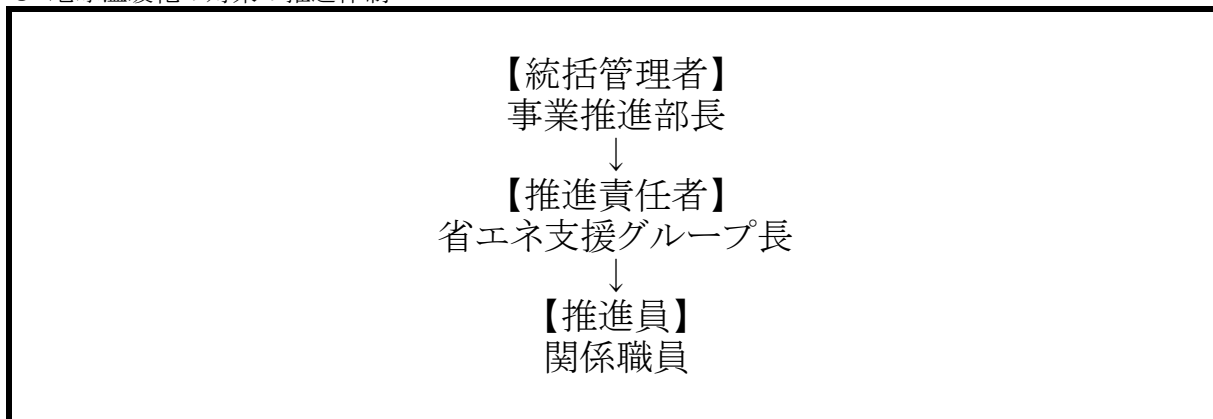 【統括管理者】
事業推進部長
↓
【推進責任者】
省エネ支援グループ長
↓
【推進員】
関係職員